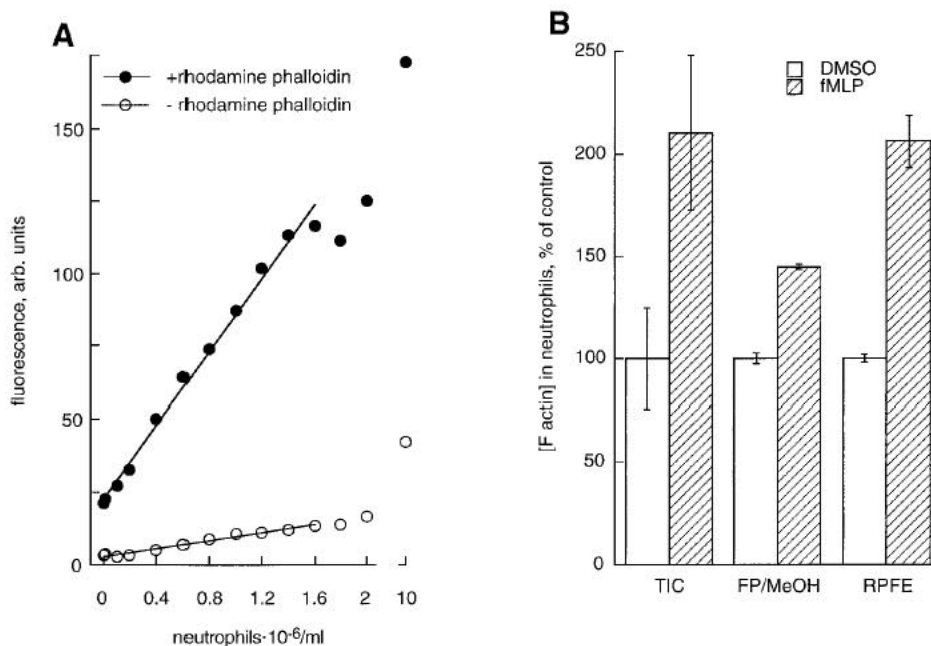 A
+rhodamine phalloidin
- rhodamine phalloidin
150
100
50
0
fluorescence, arb. units
0 0.4 0.8 1.2 1.6 2 10
neutrophils·10⁻⁶/ml
B
DMSO
fMLP
250
200
150
100
50
0
[F actin] in neutrophils, % of control
TIC FP/MeOH RPFE